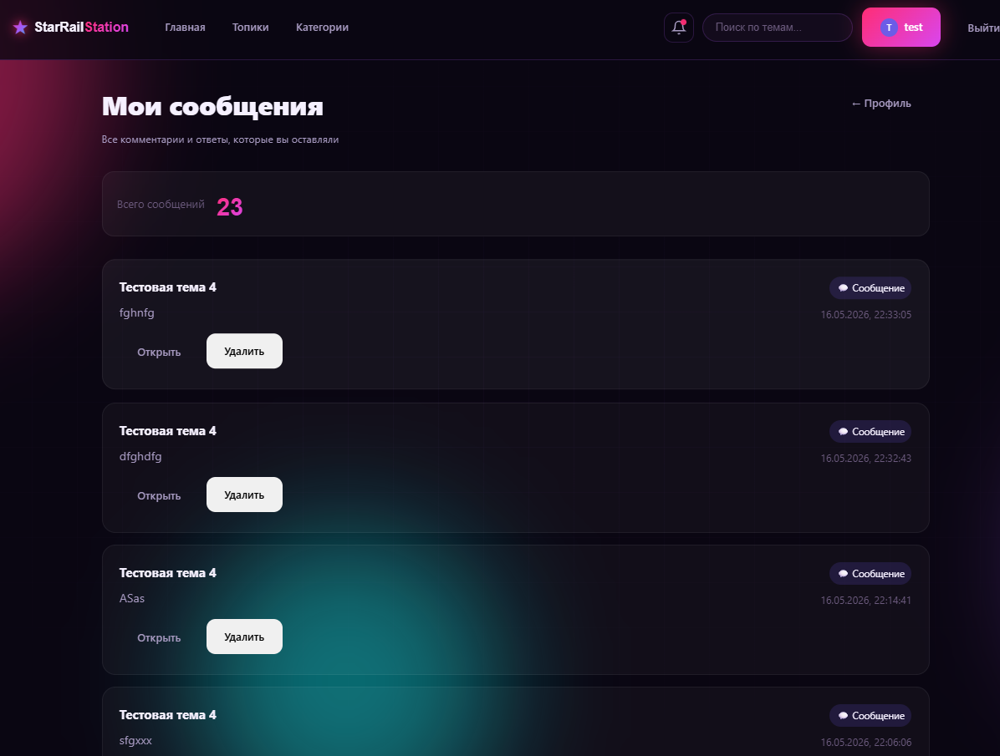 StarRailStation
Главная
Топики
Категории
Поиск по темам...
T
test
Выйти
Мои сообщения
← Профиль
Все комментарии и ответы, которые вы оставляли
Всего сообщений 23
Тестовая тема 4
Сообщение
fghnfg
16.05.2026, 22:33:05
Открыть
Удалить
Тестовая тема 4
Сообщение
dfghdfg
16.05.2026, 22:32:43
Открыть
Удалить
Тестовая тема 4
Сообщение
ASas
16.05.2026, 22:14:41
Открыть
Удалить
Тестовая тема 4
Сообщение
sfgxxx
16.05.2026, 22:06:06